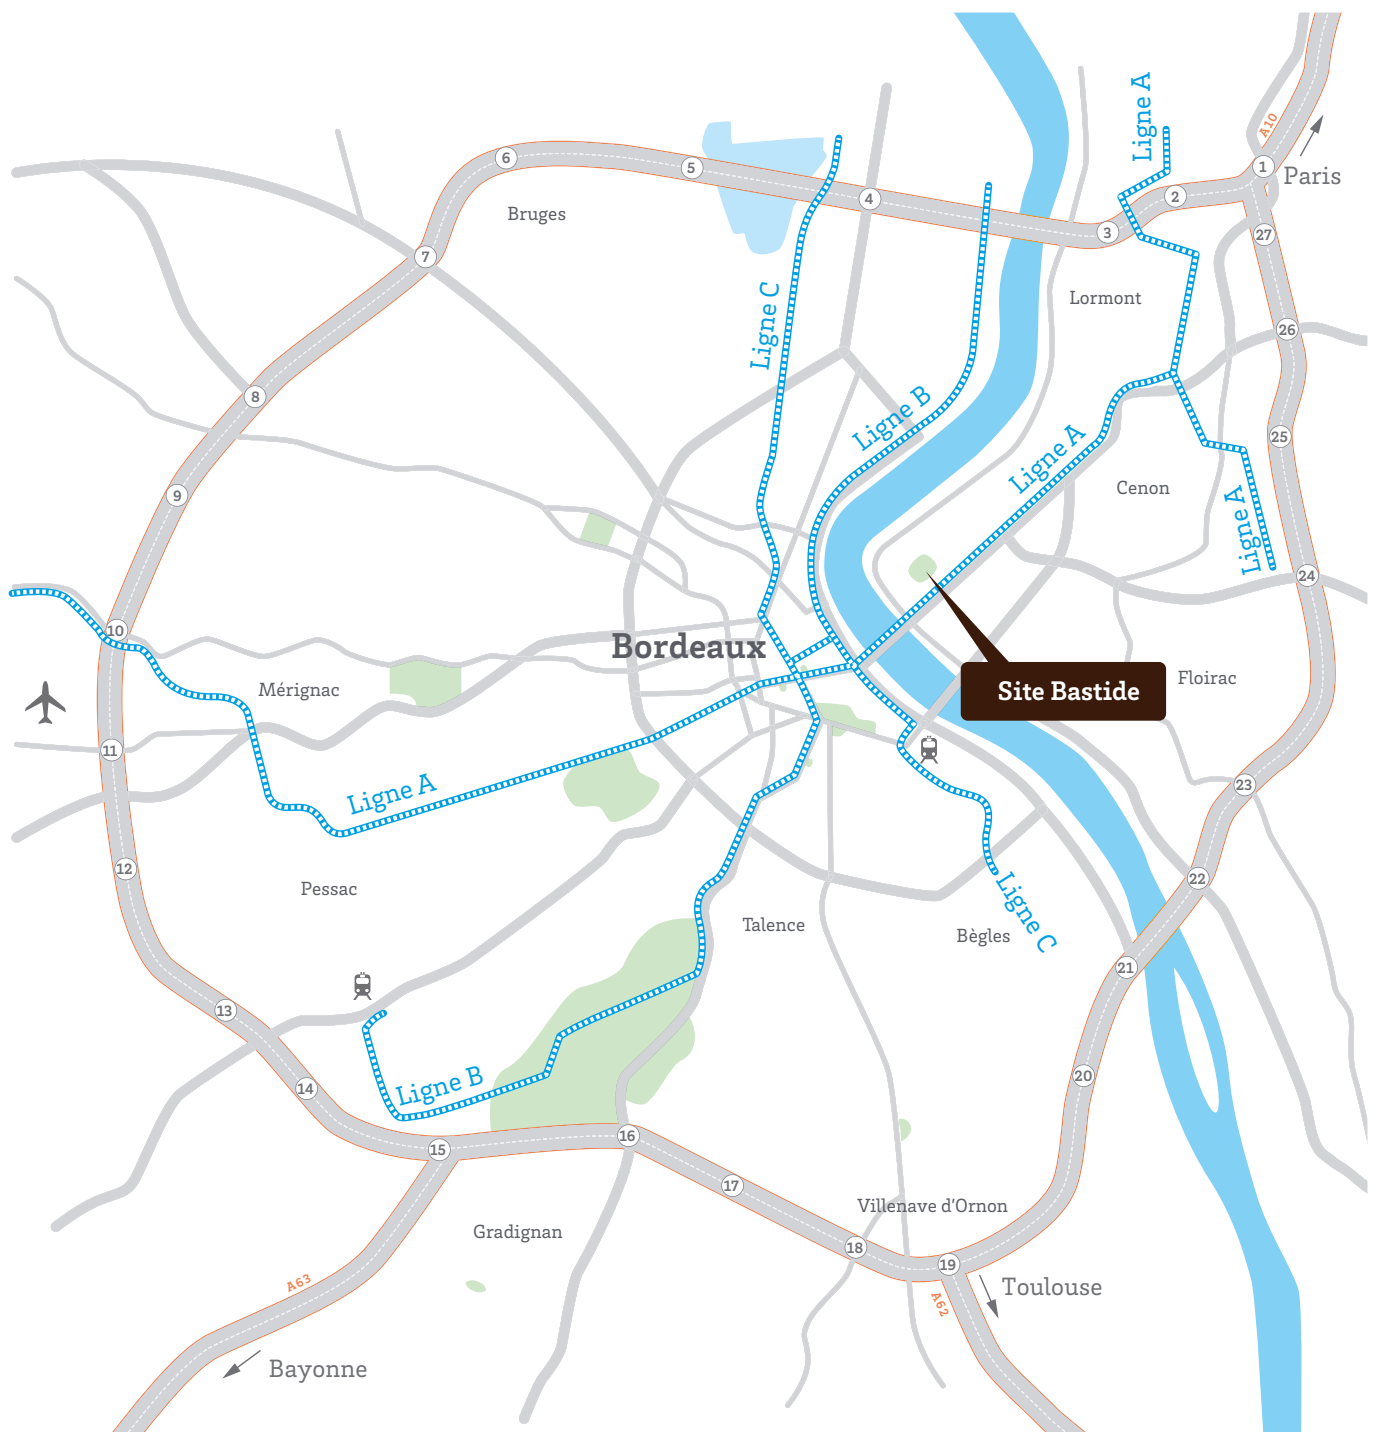 Ligne A
A10
1
Paris
6
5
2
4
Bruges
3
27
7
Lormont
Ligne C
26
8
Ligne B
25
Ligne A
9
Cenon
Ligne A
24
10
Bordeaux
Mérignac
Site Bastide
Floirac
11
Ligne A
23
12
22
Pessac
Ligne C
Talence
Bègles
21
13
20
14
Ligne B
16
15
17
Villenave d'Ornon
Gradignan
18
19
A63
A62
Toulouse
Bayonne